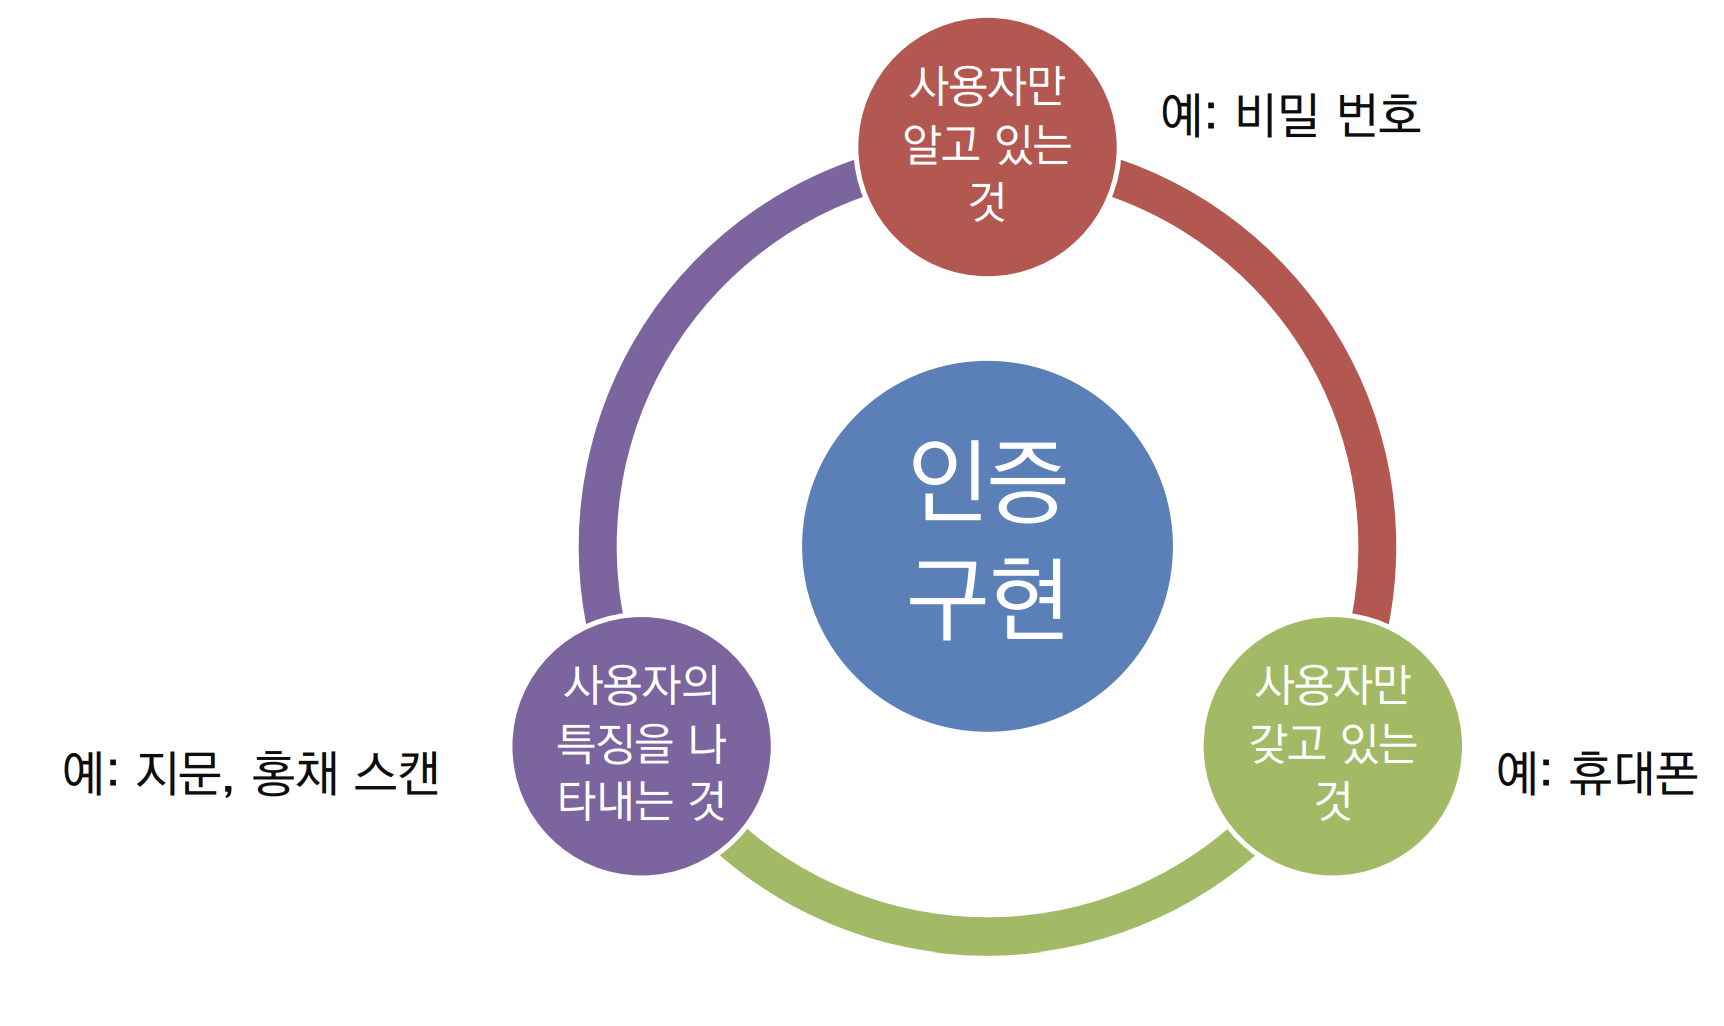 사용자만
알고 있는
것
예: 비밀 번호
인증
구현
사용자의
특징을 나
타내는 것
예: 지문, 홍채 스캔
사용자만
갖고 있는
것
예: 휴대폰